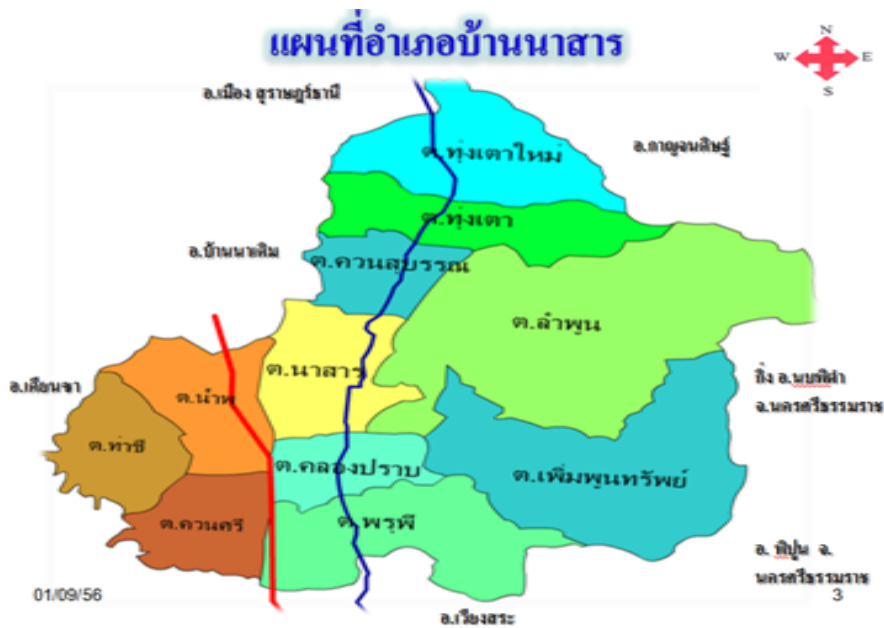 แผนที่อำเภอบ้านนาสาร
N
W E
S
อ.เมือง สุราษฎร์ธานี
อ.กาญจนดิษฐ์
ต.ทุ่งเตาใหม่
ต.ทุ่งเตา
อ.บ้านนาเดิม
ต.ควนสุบรรณ
ต.ลำพูน
ต.นาสาร
อ.เคียนซา
ต.น้ำพุ
กิ่ง อ.นบพิตำ
จ.นครศรีธรรมราช
ต.ท่าชี
ต.คลองปราบ
ต.เพิ่มพูนทรัพย์
ต.ควนศรี
ต.พรุพี
อ. พิปูน จ.
นครศรีธรรมราช
01/09/56
3
อ.เวียงสระ